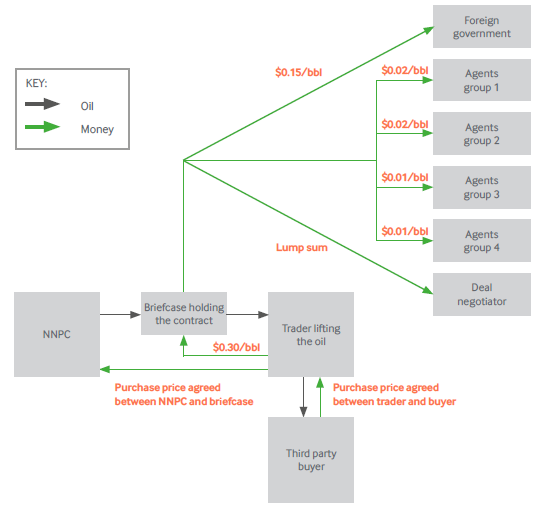 Foreign
government
$0.15/bbl
$0.02/bbl
Agents
group 1
KEY:
Oil
Money
$0.02/bbl
Agents
group 2
$0.01/bbl
Agents
group 3
$0.01/bbl
Agents
group 4
Lump sum
Deal
negotiator
NNPC
Briefcase holding
the contract
Trader lifting
the oil
$0.30/bbl
Purchase price agreed
between NNPC and briefcase
Purchase price agreed
between trader and buyer
Third party
buyer